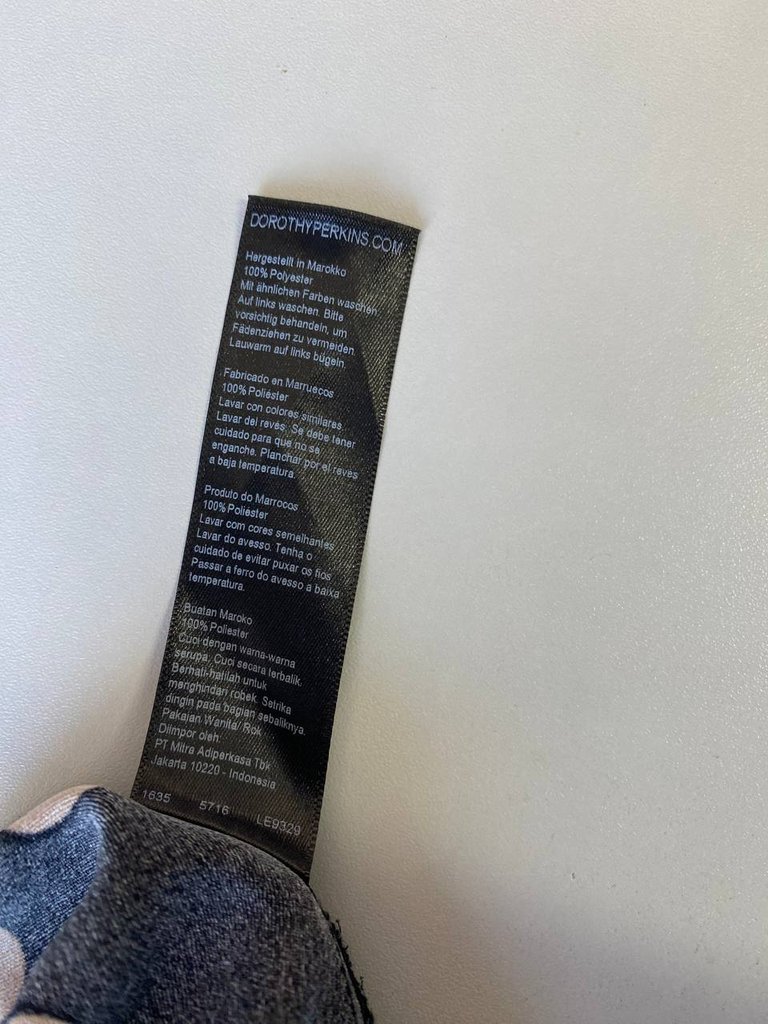 DOROTHYPERKINS.COM
Hergestellt in Marokko
100% Polyester
Mit ähnlichen Farben waschen.
Auf links waschen. Bitte
vorsichtig behandeln, um
Fädenziehen zu vermeiden.
Lauwarm auf links bügeln.
Fabricado en Marruecos
100% Poliéster
Lavar con colores similares.
Lavar del revés. Se debe tener
cuidado para que no se
enganche. Planchar por el revés
a baja temperatura.
Produto do Marrocos
100% Poliéster
Lavar com cores semelhantes
Lavar do avesso. Tenha o
cuidado de evitar puxar os fios
Passar a ferro do avesso a baixa
temperatura.
Buatan Maroko
100% Poliester
Cuci dengan warna-warna
serupa. Cuci secara terbalik.
Berhati-hatilah untuk
menghindari robek. Setrika
dingin pada bagian sebaliknya.
Pakaian Wanita/ Rok
Diimpor oleh:
PT Mitra Adiperkasa Tbk
Jakarta 10220 - Indonesia
1635 5716 LE9329